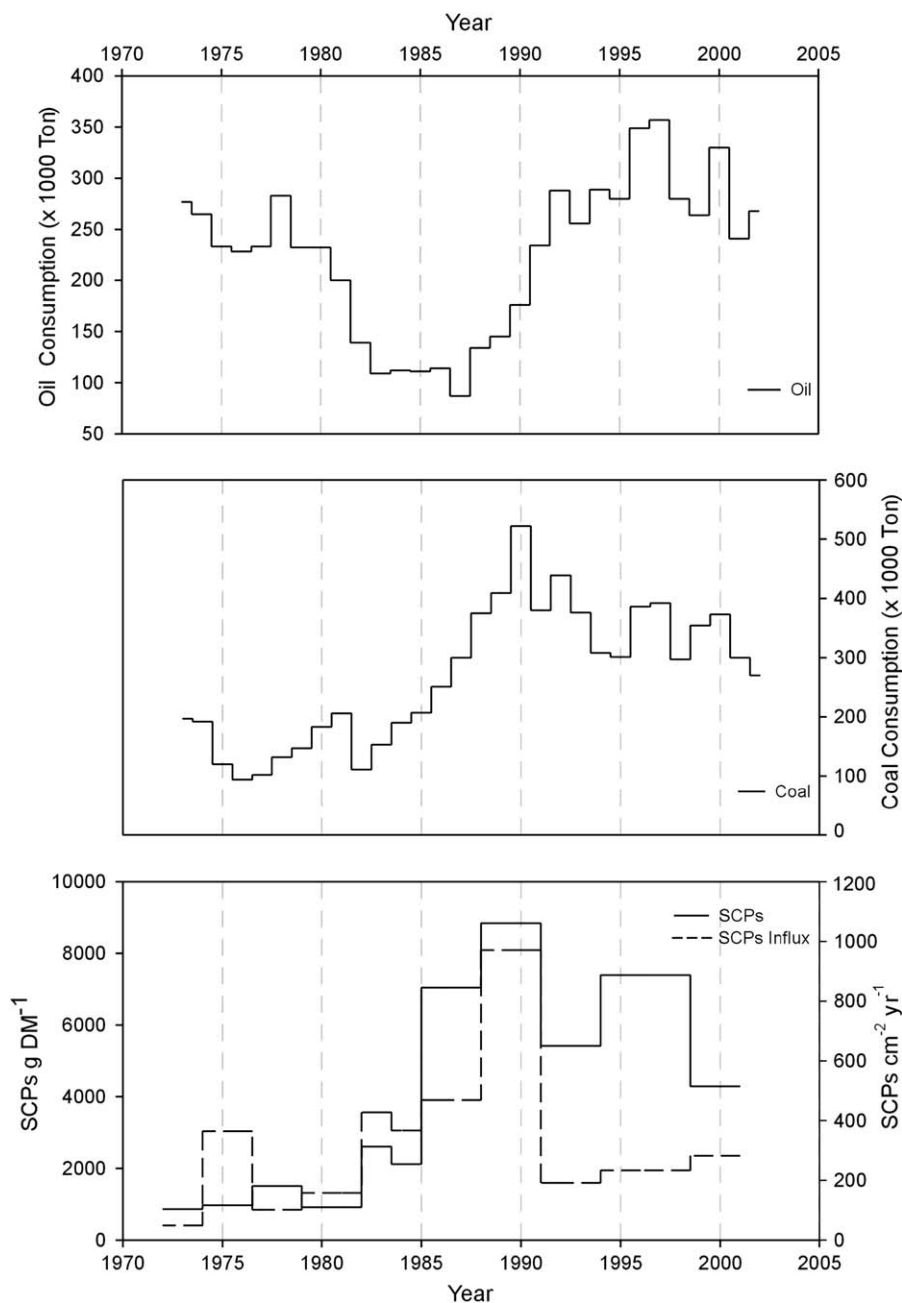 Year
1970 1975 1980 1985 1990 1995 2000 2005
400
350
300
250
200
150
100
50
Oil Consumption (x 1000 Ton)
Oil
600
500
400
300
200
100
0
Coal Consumption (x 1000 Ton)
Coal
10000
8000
6000
4000
2000
0
SCPs g DM⁻¹
SCPs
SCPs Influx
1200
1000
800
600
400
200
0
SCPs cm⁻² yr⁻¹
1970 1975 1980 1985 1990 1995 2000 2005
Year